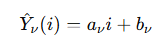 Ŷ_ν(i) = a_ν i + b_ν